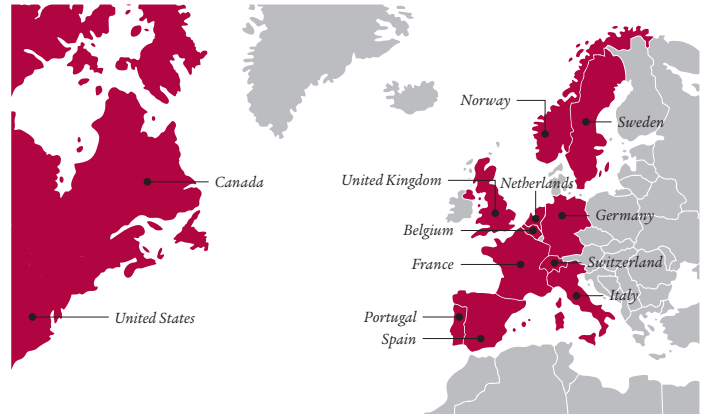 Norway
Sweden
Canada
United Kingdom
Netherlands
Germany
Belgium
France
Switzerland
Italy
United States
Portugal
Spain